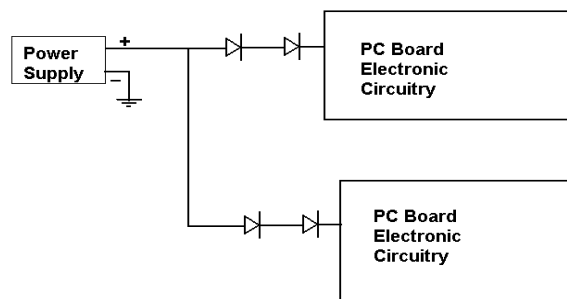 Power
Supply
+
–
PC Board
Electronic
Circuitry
PC Board
Electronic
Circuitry